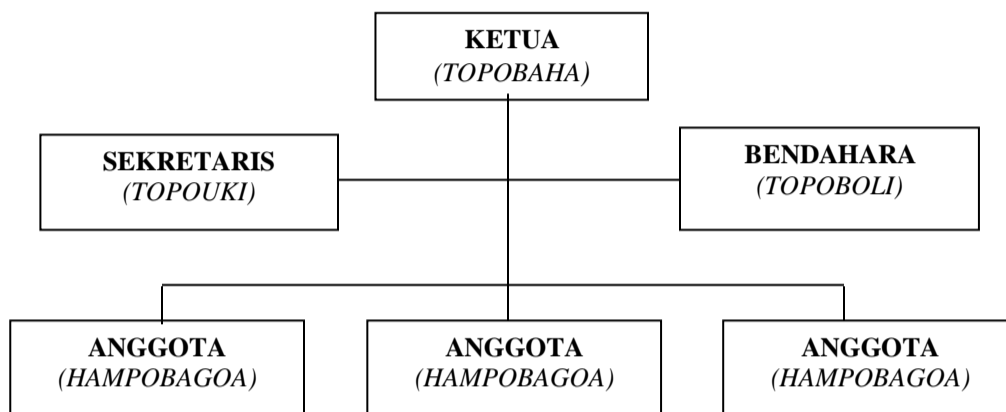 KETUA
(TOPOBAHA)
SEKRETARIS
(TOPOUKI)
BENDAHARA
(TOPOBOLI)
ANGGOTA
(HAMPOBAGOA)
ANGGOTA
(HAMPOBAGOA)
ANGGOTA
(HAMPOBAGOA)